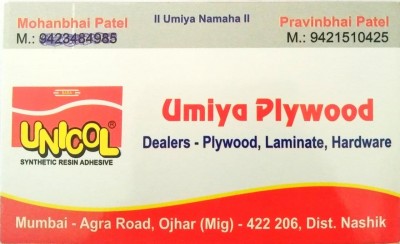 Mohanbhai Patel
M.: 9423484985
II Umiya Namaha II
Pravinbhai Patel
M.: 9421510425
UNICOL
SYNTHETIC RESIN ADHESIVE
Umiya Plywood
Dealers - Plywood, Laminate, Hardware
Mumbai - Agra Road, Ojhar (Mig) - 422 206, Dist. Nashik